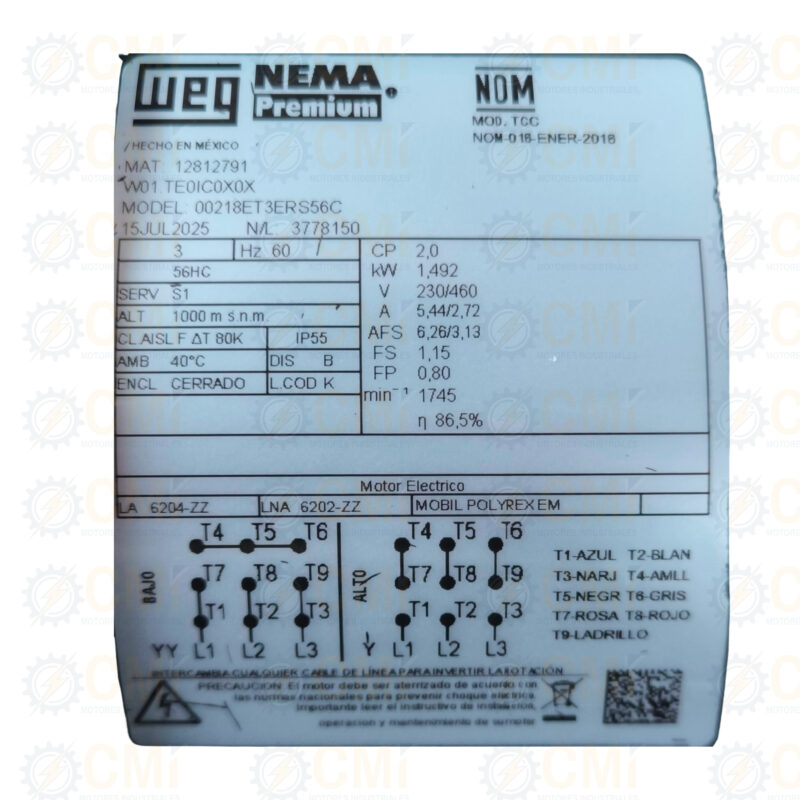 WEG NEMA Premium® NOM
MOD. TCC
NOM-016-ENER-2016
HECHO EN MÉXICO
MAT: 12812791
W01.TE0IC0X0X
MODEL: 00218ET3ERS56C
15JUL2025 N/L 3778150
3 Hz 60
56HC
SERV S1
ALT 1000 m s.n.m.
CL.AISL F ΔT 80K IP55
AMB 40°C DIS B
ENCL CERRADO L.COD K
CP 2,0
kW 1,492
V 230/460
A 5,44/2,72
AFS 6,26/3,13
FS 1,15
FP 0,80
min⁻¹ 1745
η 86,5%
Motor Electrico
LA 6204-ZZ LNA 6202-ZZ MOBIL POLYREX EM
BAJO
T4 T5 T6
T7 T8 T9
T1 T2 T3
YY L1 L2 L3
ALTO
T4 T5 T6
T7 T8 T9
T1 T2 T3
Y L1 L2 L3
T1-AZUL T2-BLAN
T3-NARJ T4-AMLL
T5-NEGR T6-GRIS
T7-ROSA T8-ROJO
T9-LADRILLO
INTERCAMBIA CUALQUIER CABLE DE LÍNEA PARA INVERTIR LA ROTACIÓN
PRECAUCION: El motor debe ser aterrizado de acuerdo con
las normas nacionales para prevenir choque eléctrico.
Importante leer el instructivo de instalación,
operación y mantenimiento de su motor
CMI
MOTORES INDUSTRIALES